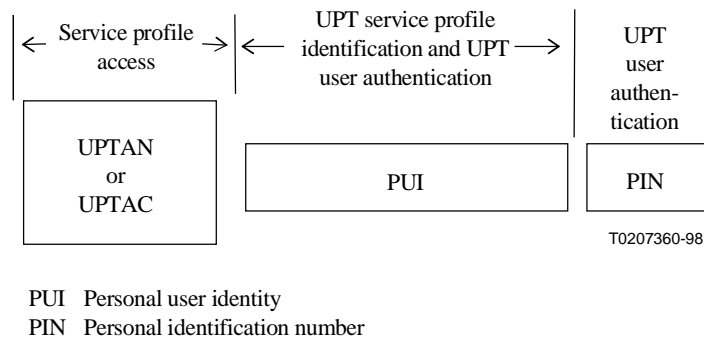 Service profile
access
UPT service profile
identification and UPT
user authentication
UPT
user
authen-
tication
UPTAN
or
UPTAC
PUI
PIN
T0207360-98
PUI Personal user identity
PIN Personal identification number